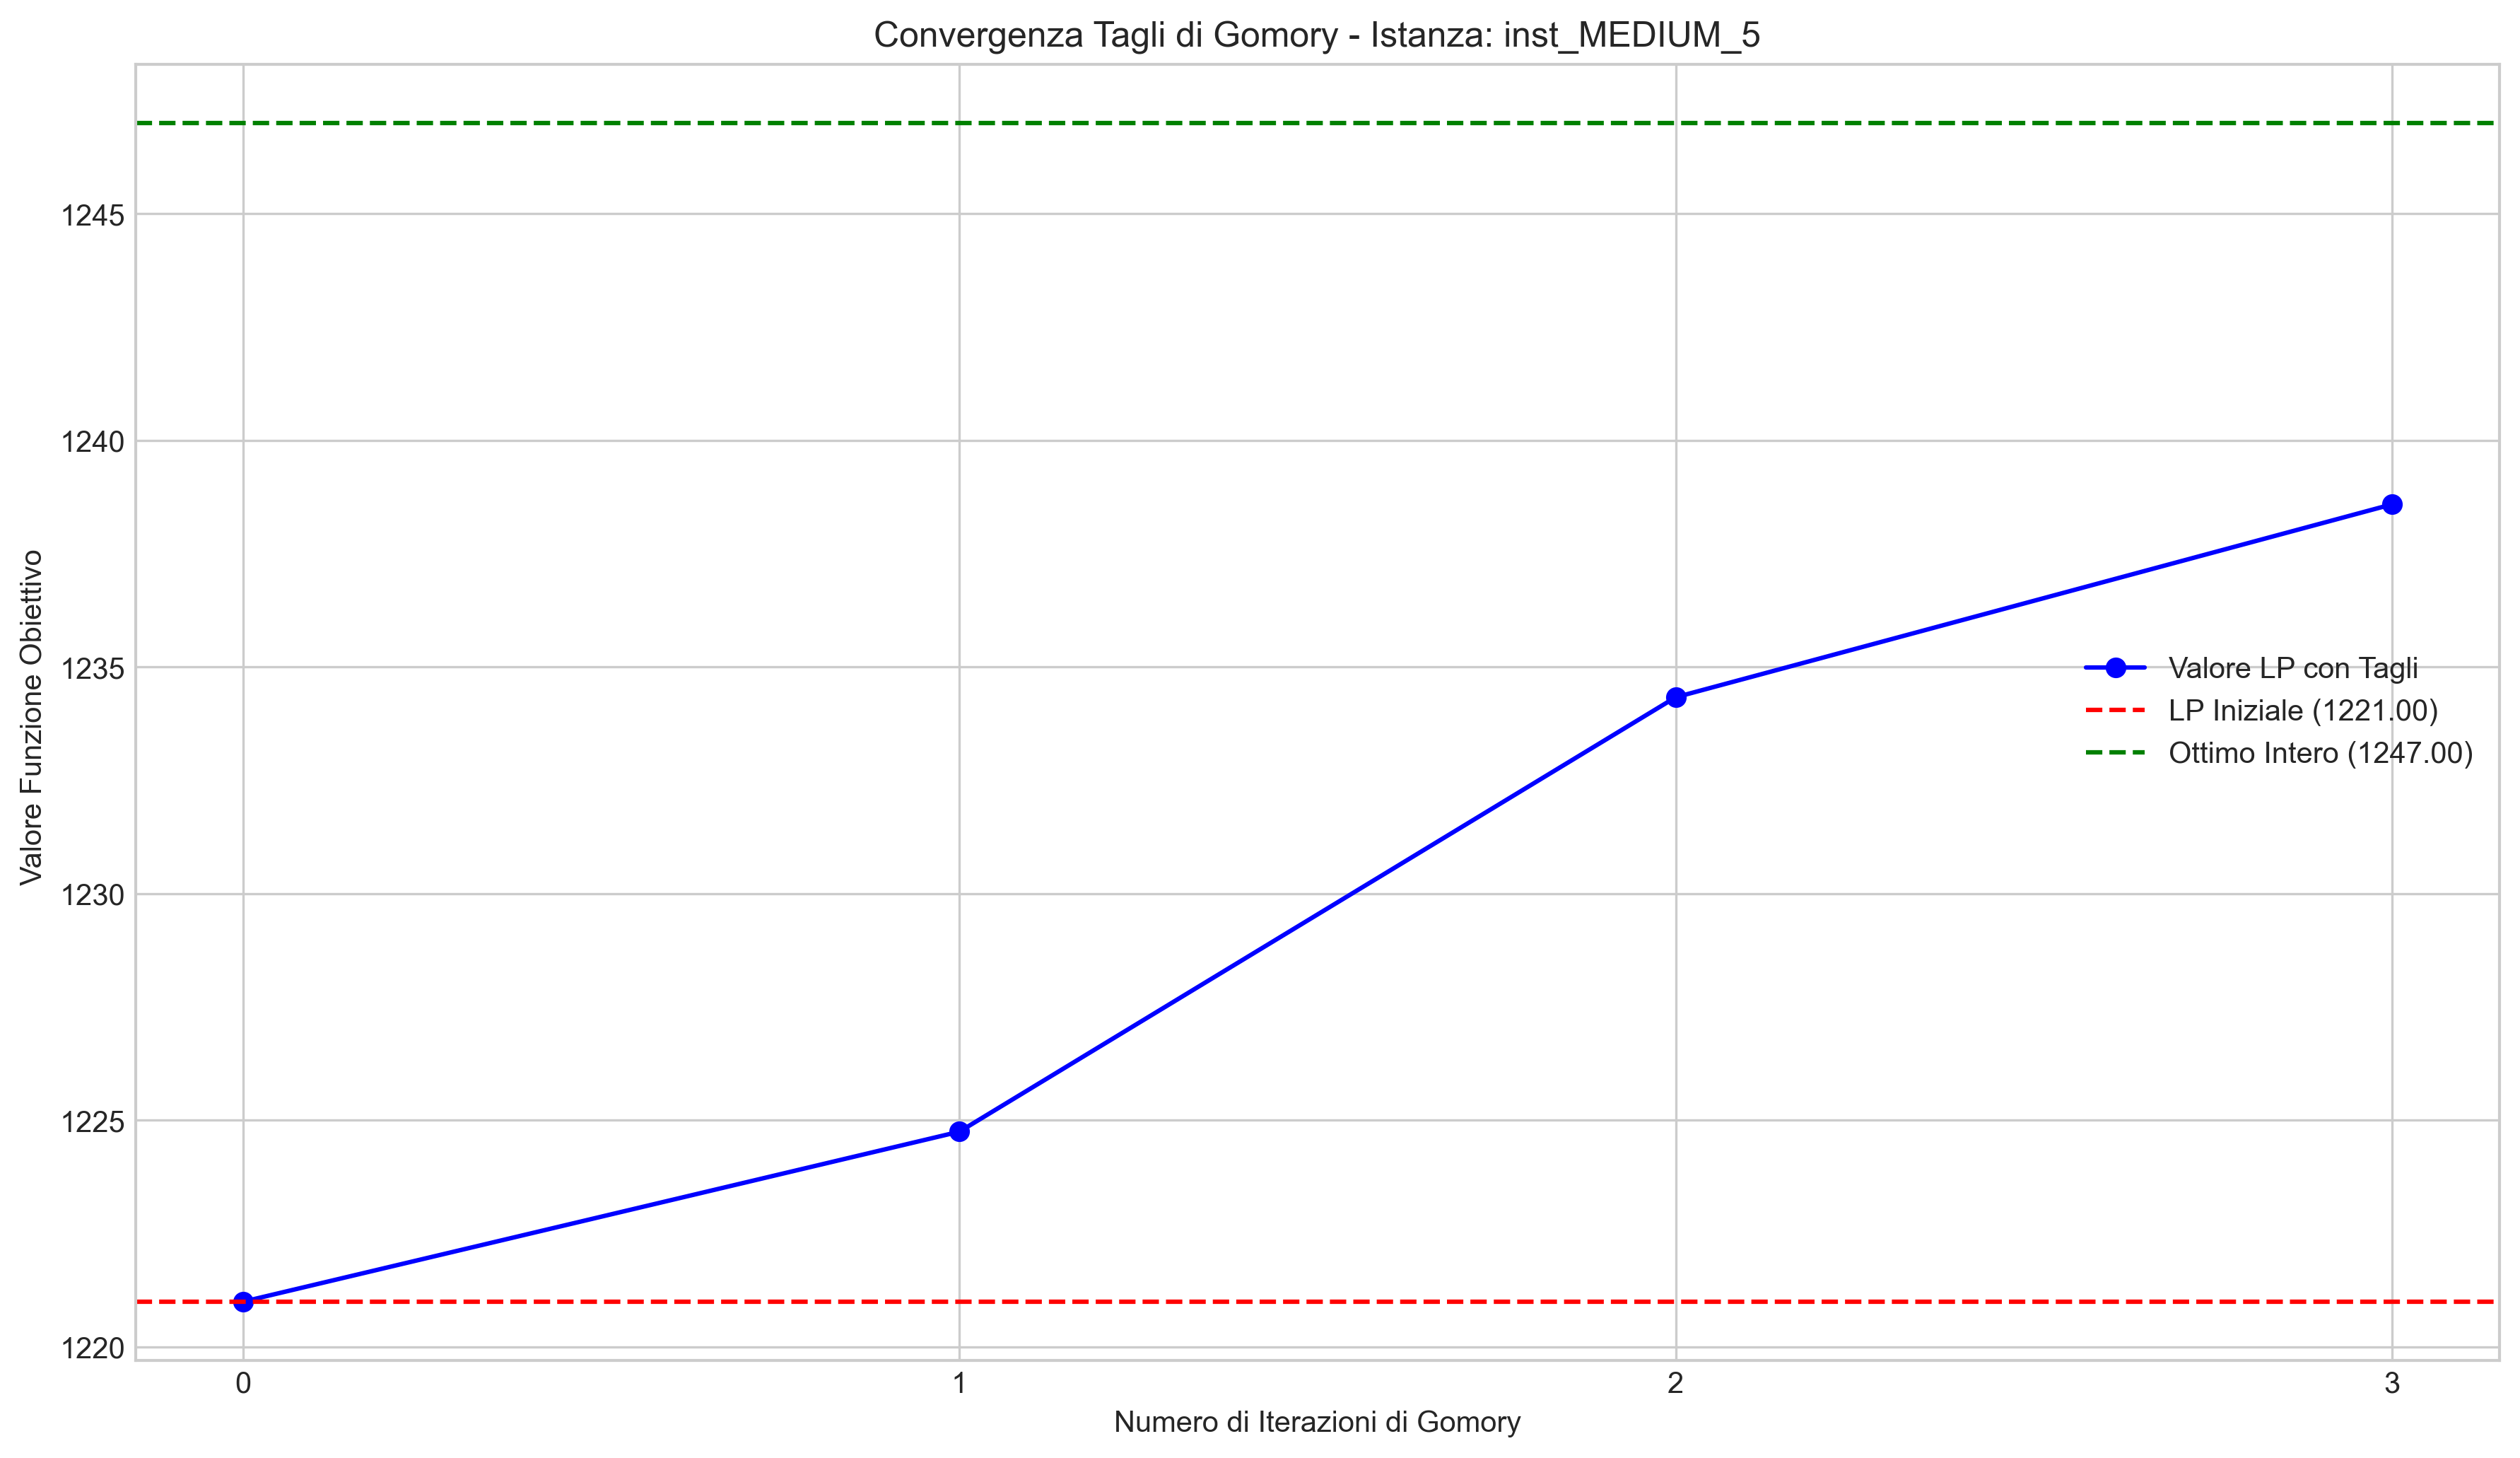 Convergenza Tagli di Gomory - Istanza: inst_MEDIUM_5
Valore Funzione Obiettivo
1245
1240
1235
1230
1225
1220
Valore LP con Tagli
LP Iniziale (1221.00)
Ottimo Intero (1247.00)
0 1 2 3
Numero di Iterazioni di Gomory